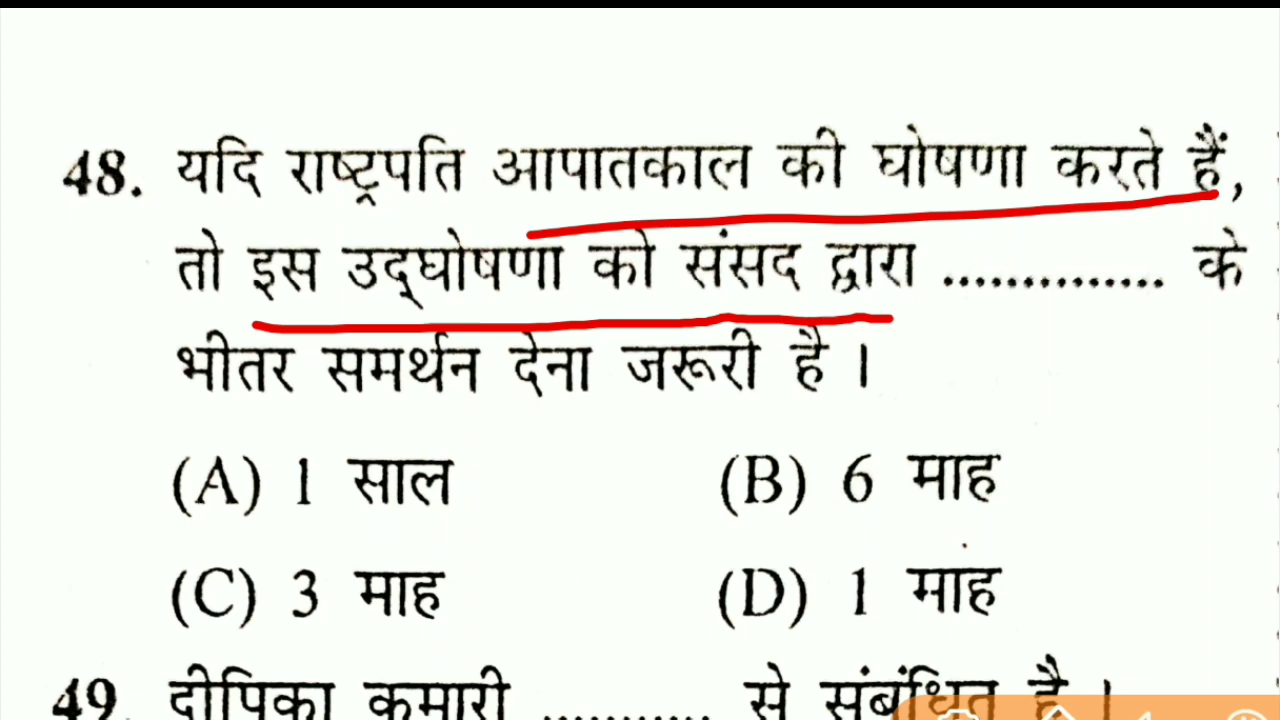 48. यदि राष्ट्रपति आपातकाल की घोषणा करते हैं,
तो इस उद्घोषणा को संसद द्वारा .............. के
भीतर समर्थन देना जरूरी है ।
(A) 1 साल (B) 6 माह
(C) 3 माह (D) 1 माह
49. दीपिका कुमारी ........... से संबंधित है ।